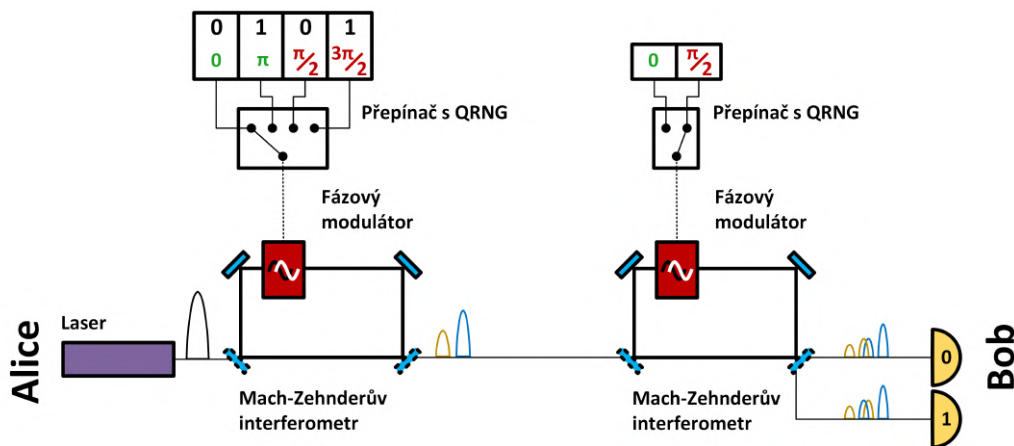 0 1 0 1
0 π π/2 3π/2
0 π/2
Přepínač s QRNG
Přepínač s QRNG
Fázový
modulátor
Fázový
modulátor
Alice
Laser
Mach-Zehnderův
interferometr
Mach-Zehnderův
interferometr
0
1
Bob